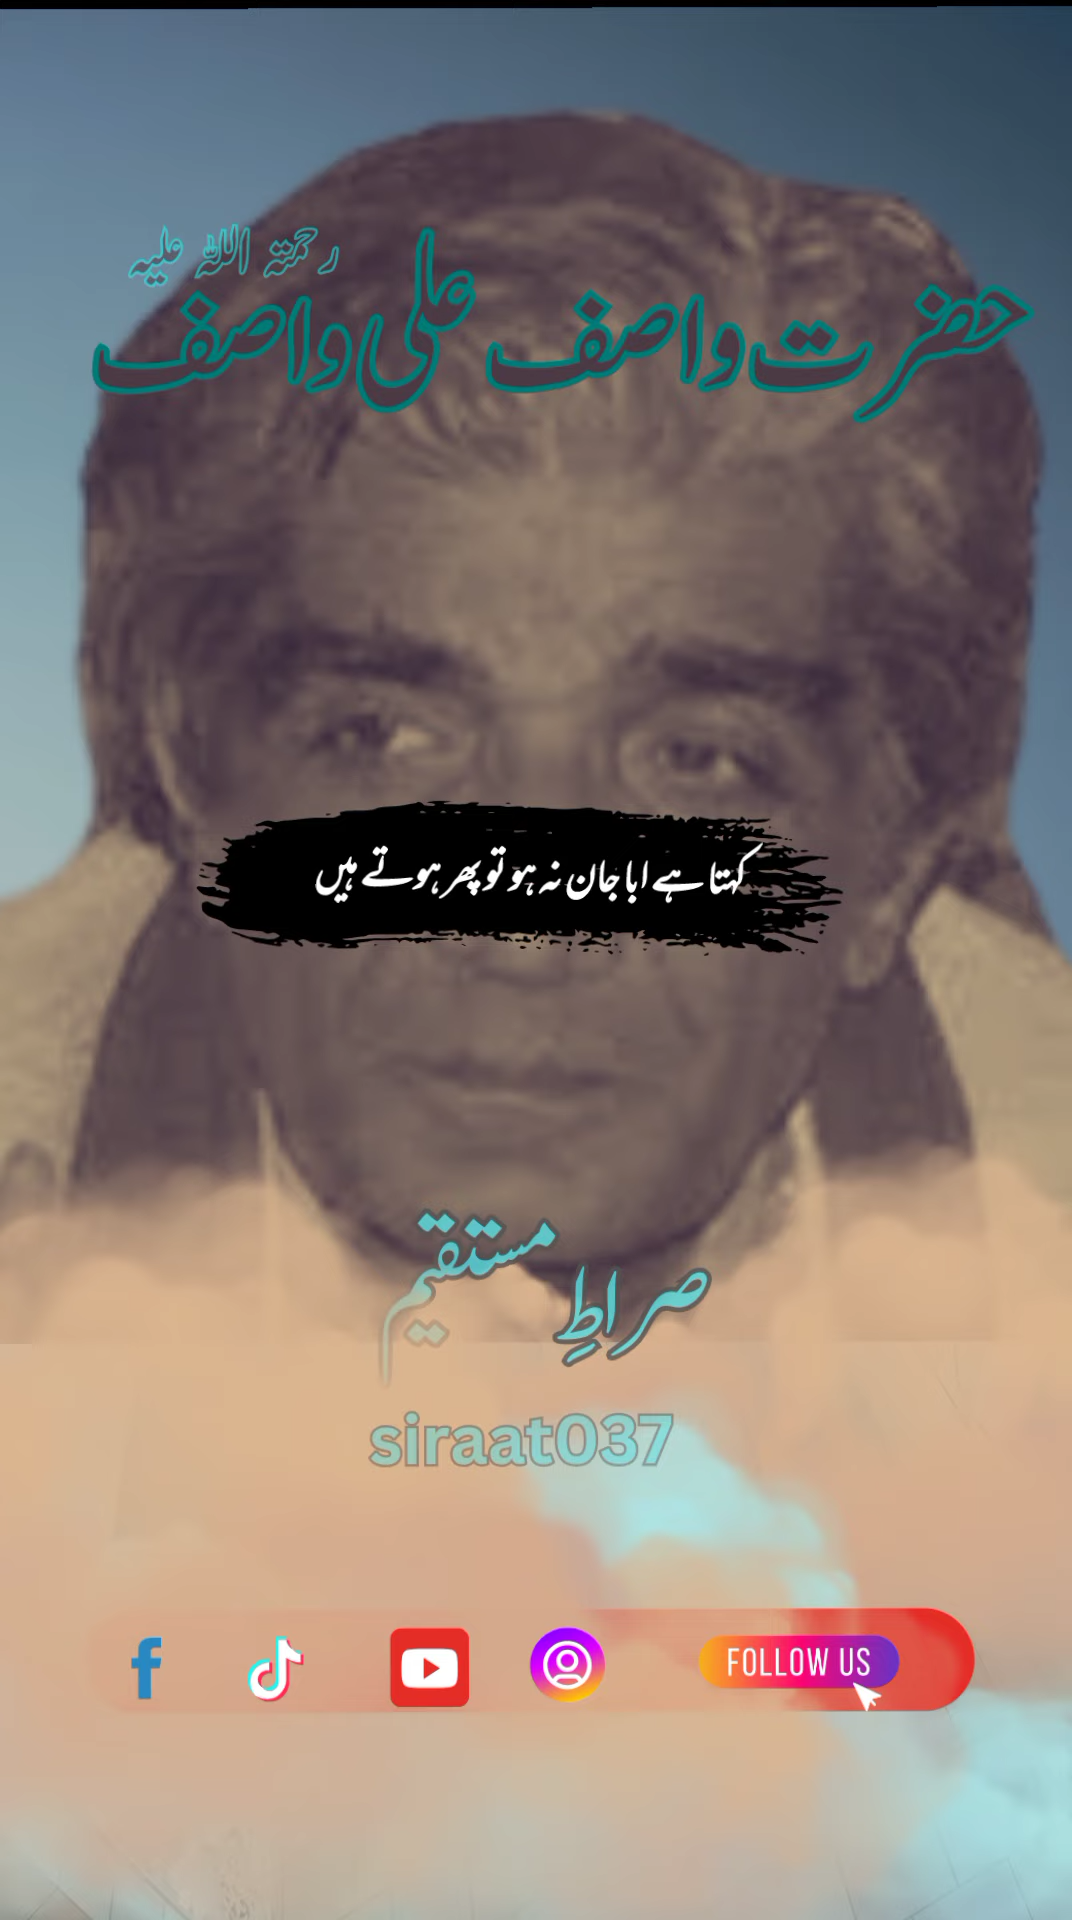 رحمتہ اللہ علیہ
حضرت واصف علی واصف
کہتا ہے ابا جان نہ ہو تو پھر ہوتے ہیں
صراطِ مستقیم
siraat037
FOLLOW US